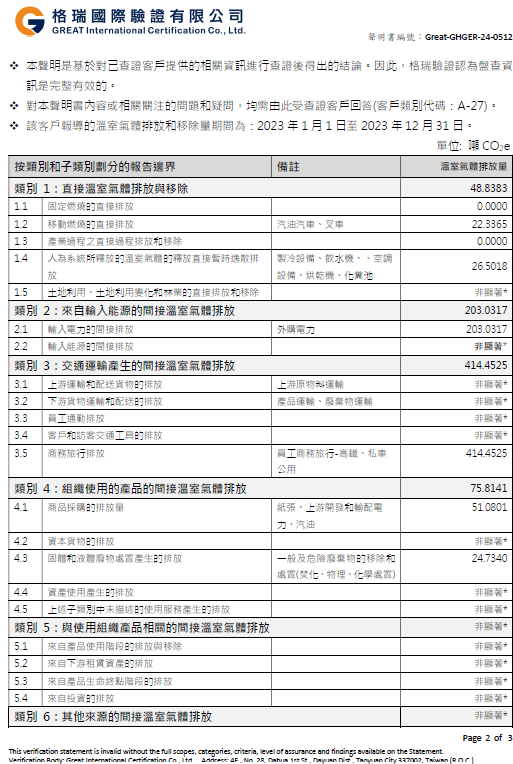 格瑞國際驗證有限公司
GREAT International Certification Co., Ltd.
聲明書編號：Great-GHGER-24-0512
❖ 本聲明是基於對已查證客戶提供的相關資訊進行查證後得出的結論。因此，格瑞驗證認為盤查資
訊是完整有效的。
❖ 對本聲明書內容或相關關注的問題和疑問，均需由此受查證客戶回答(客戶類別代碼：A-27)。
❖ 該客戶報導的溫室氣體排放和移除量期間為：2023 年 1 月 1 日至 2023 年 12 月 31 日。
單位: 噸 CO₂e
按類別和子類別劃分的報告邊界 備註 溫室氣體排放量
類別 1：直接溫室氣體排放與移除 48.8383
1.1 固定燃燒的直接排放 0.0000
1.2 移動燃燒的直接排放 汽油汽車、叉車 22.3365
1.3 產業過程之直接過程排放和移除 0.0000
1.4 人為系統所釋放的溫室氣體的釋放直接暫時逸散排
放 製冷設備、飲水機、、空調
設備、烘乾機、化糞池 26.5018
1.5 土地利用、土地利用變化和林業的直接排放和移除 非顯著*
類別 2：來自輸入能源的間接溫室氣體排放 203.0317
2.1 輸入電力的間接排放 外購電力 203.0317
2.2 輸入能源的間接排放 非顯著*
類別 3：交通運輸產生的間接溫室氣體排放 414.4525
3.1 上游運輸和配送貨物的排放 上游原物料運輸 非顯著*
3.2 下游貨物運輸和配送的排放 產品運輸、廢棄物運輸 非顯著*
3.3 員工通勤排放 非顯著*
3.4 客戶和訪客交通工具的排放 非顯著*
3.5 商務旅行排放 員工商務旅行-高鐵、私車
公用 414.4525
類別 4：組織使用的產品的間接溫室氣體排放 75.8141
4.1 商品採購的排放量 紙張、上游開發和輸配電
力、汽油 51.0801
4.2 資本貨物的排放 非顯著*
4.3 固體和液體廢物處置產生的排放 一般及危險廢棄物的移除和
處置(焚化、物理、化學處置) 24.7340
4.4 資產使用產生的排放 非顯著*
4.5 上述子類別中未描述的使用服務產生的排放 非顯著*
類別 5：與使用組織產品相關的間接溫室氣體排放 非顯著*
5.1 來自產品使用階段的排放與移除 非顯著*
5.2 來自下游租賃資產的排放 非顯著*
5.3 來自產品生命終點階段的排放 非顯著*
5.4 來自投資的排放 非顯著*
類別 6：其他來源的間接溫室氣體排放 非顯著*
Page 2 of 3
This verification statement is invalid without the full scopes, categories, criteria, level of assurance and findings available on the Statement.
Verification Body: Great International Certification Co., Ltd. Address: 4F., No. 28, Dahua 1st St., Dayuan Dist., Taoyuan City 337002, Taiwan (R.O.C.)